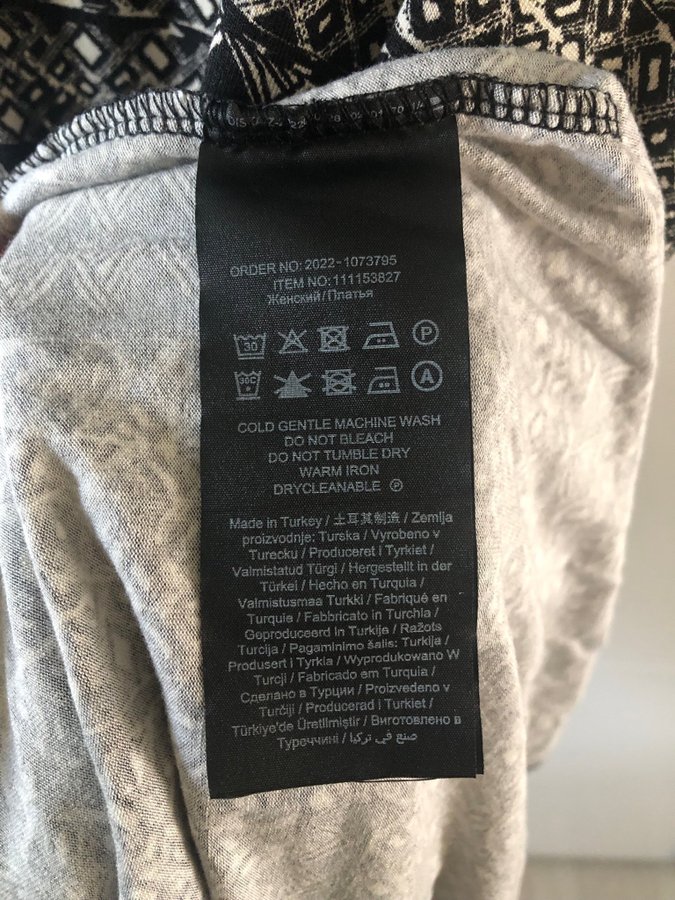 ORDER NO: 2022-1073795
ITEM NO: 111153827
Женский/Платья
30 P
30C A
COLD GENTLE MACHINE WASH
DO NOT BLEACH
DO NOT TUMBLE DRY
WARM IRON
DRYCLEANABLE Ⓟ
Made in Turkey / 土耳其制造 / Zemlja
proizvodnje: Turska / Vyrobeno v
Turecku / Produceret i Tyrkiet /
Valmistatud Türgi / Hergestellt in der
Türkei / Hecho en Turquia /
Valmistusmaa Turkki / Fabriqué en
Turquie / Fabbricato in Turchia /
Geproduceerd in Turkije / Ražots
Turcija / Pagaminimo šalis: Turkija /
Produsert i Tyrkia / Wyprodukowano W
Turcji / Fabricado em Turquia /
Сделано в Турции / Proizvedeno v
Turčiji / Producerad i Turkiet /
Türkiye'de Üretilmiştir / Виготовлено в
Туреччині / صنع في تركيا